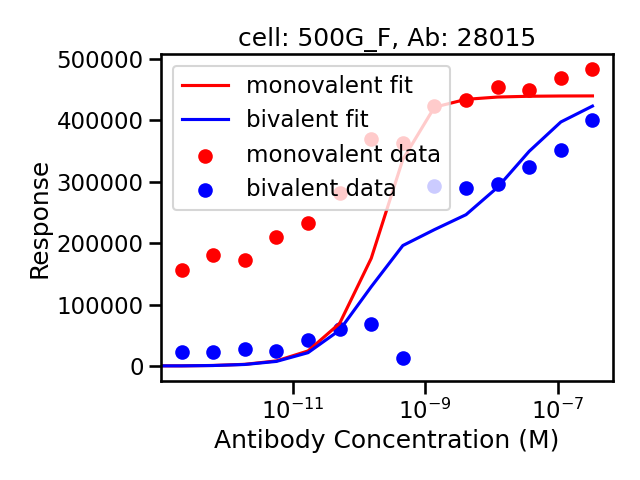 cell: 500G_F, Ab: 28015
500000
400000
300000
200000
100000
0
Response
monovalent fit
bivalent fit
monovalent data
bivalent data
10⁻¹¹
10⁻⁹
10⁻⁷
Antibody Concentration (M)